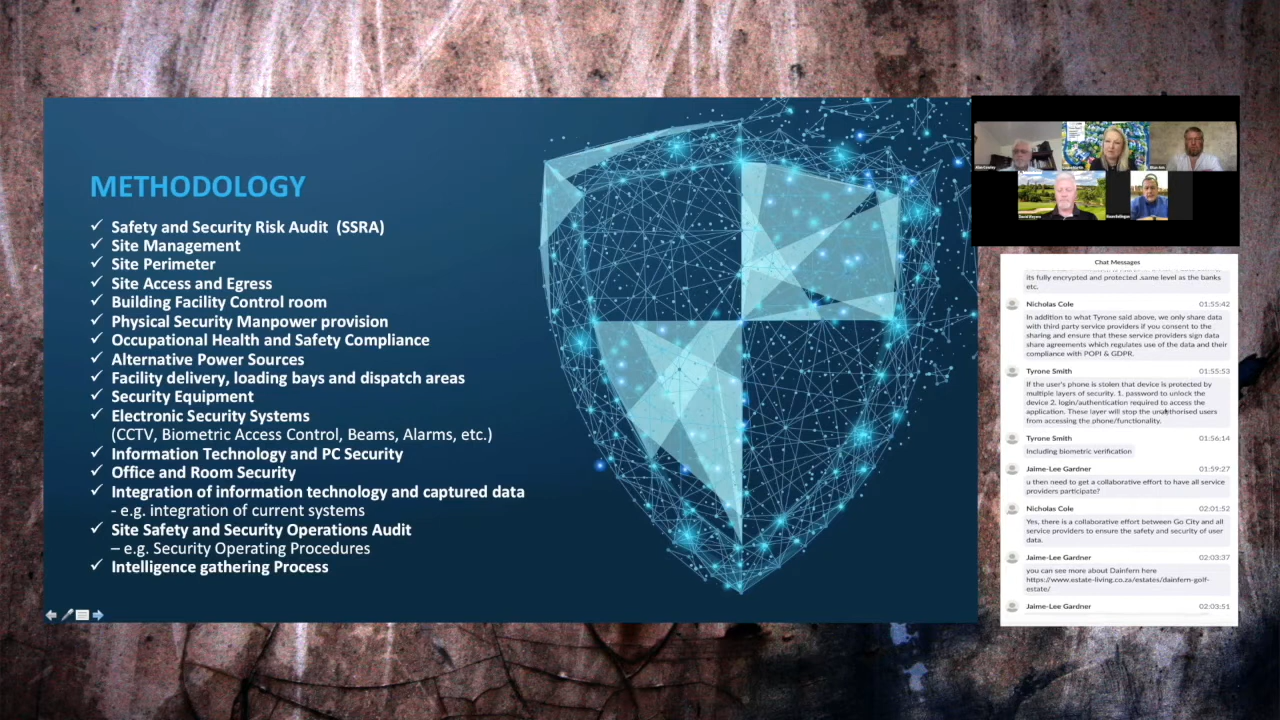 METHODOLOGY
✓ Safety and Security Risk Audit (SSRA)
✓ Site Management
✓ Site Perimeter
✓ Site Access and Egress
✓ Building Facility Control room
✓ Physical Security Manpower provision
✓ Occupational Health and Safety Compliance
✓ Alternative Power Sources
✓ Facility delivery, loading bays and dispatch areas
✓ Security Equipment
✓ Electronic Security Systems
(CCTV, Biometric Access Control, Beams, Alarms, etc.)
✓ Information Technology and PC Security
✓ Office and Room Security
✓ Integration of information technology and captured data
- e.g. integration of current systems
✓ Site Safety and Security Operations Audit
– e.g. Security Operating Procedures
✓ Intelligence gathering Process
Chat Messages
its fully encrypted and protected .same level as the banks
etc.
Nicholas Cole 01:55:42
In addition to what Tyrone said above, we only share data
with third party service providers if you consent to the
sharing and ensure that these service providers sign data
share agreements which regulates use of the data and their
compliance with POPI & GDPR.
Tyrone Smith 01:55:53
If the user's phone is stolen that device is protected by
multiple layers of security. 1. password to unlock the
device 2. login/authentication required to access the
application. These layer will stop the unauthorised users
from accessing the phone/functionality.
Tyrone Smith 01:56:14
Including biometric verification
Jaime-Lee Gardner 01:59:27
u then need to get a collaborative effort to have all service
providers participate?
Nicholas Cole 02:01:52
Yes, there is a collaborative effort between Go City and all
service providers to ensure the safety and security of user
data.
Jaime-Lee Gardner 02:03:37
you can see more about Dainfern here
https://www.estate-living.co.za/estates/dainfern-golf-
estate/
Jaime-Lee Gardner 02:03:51